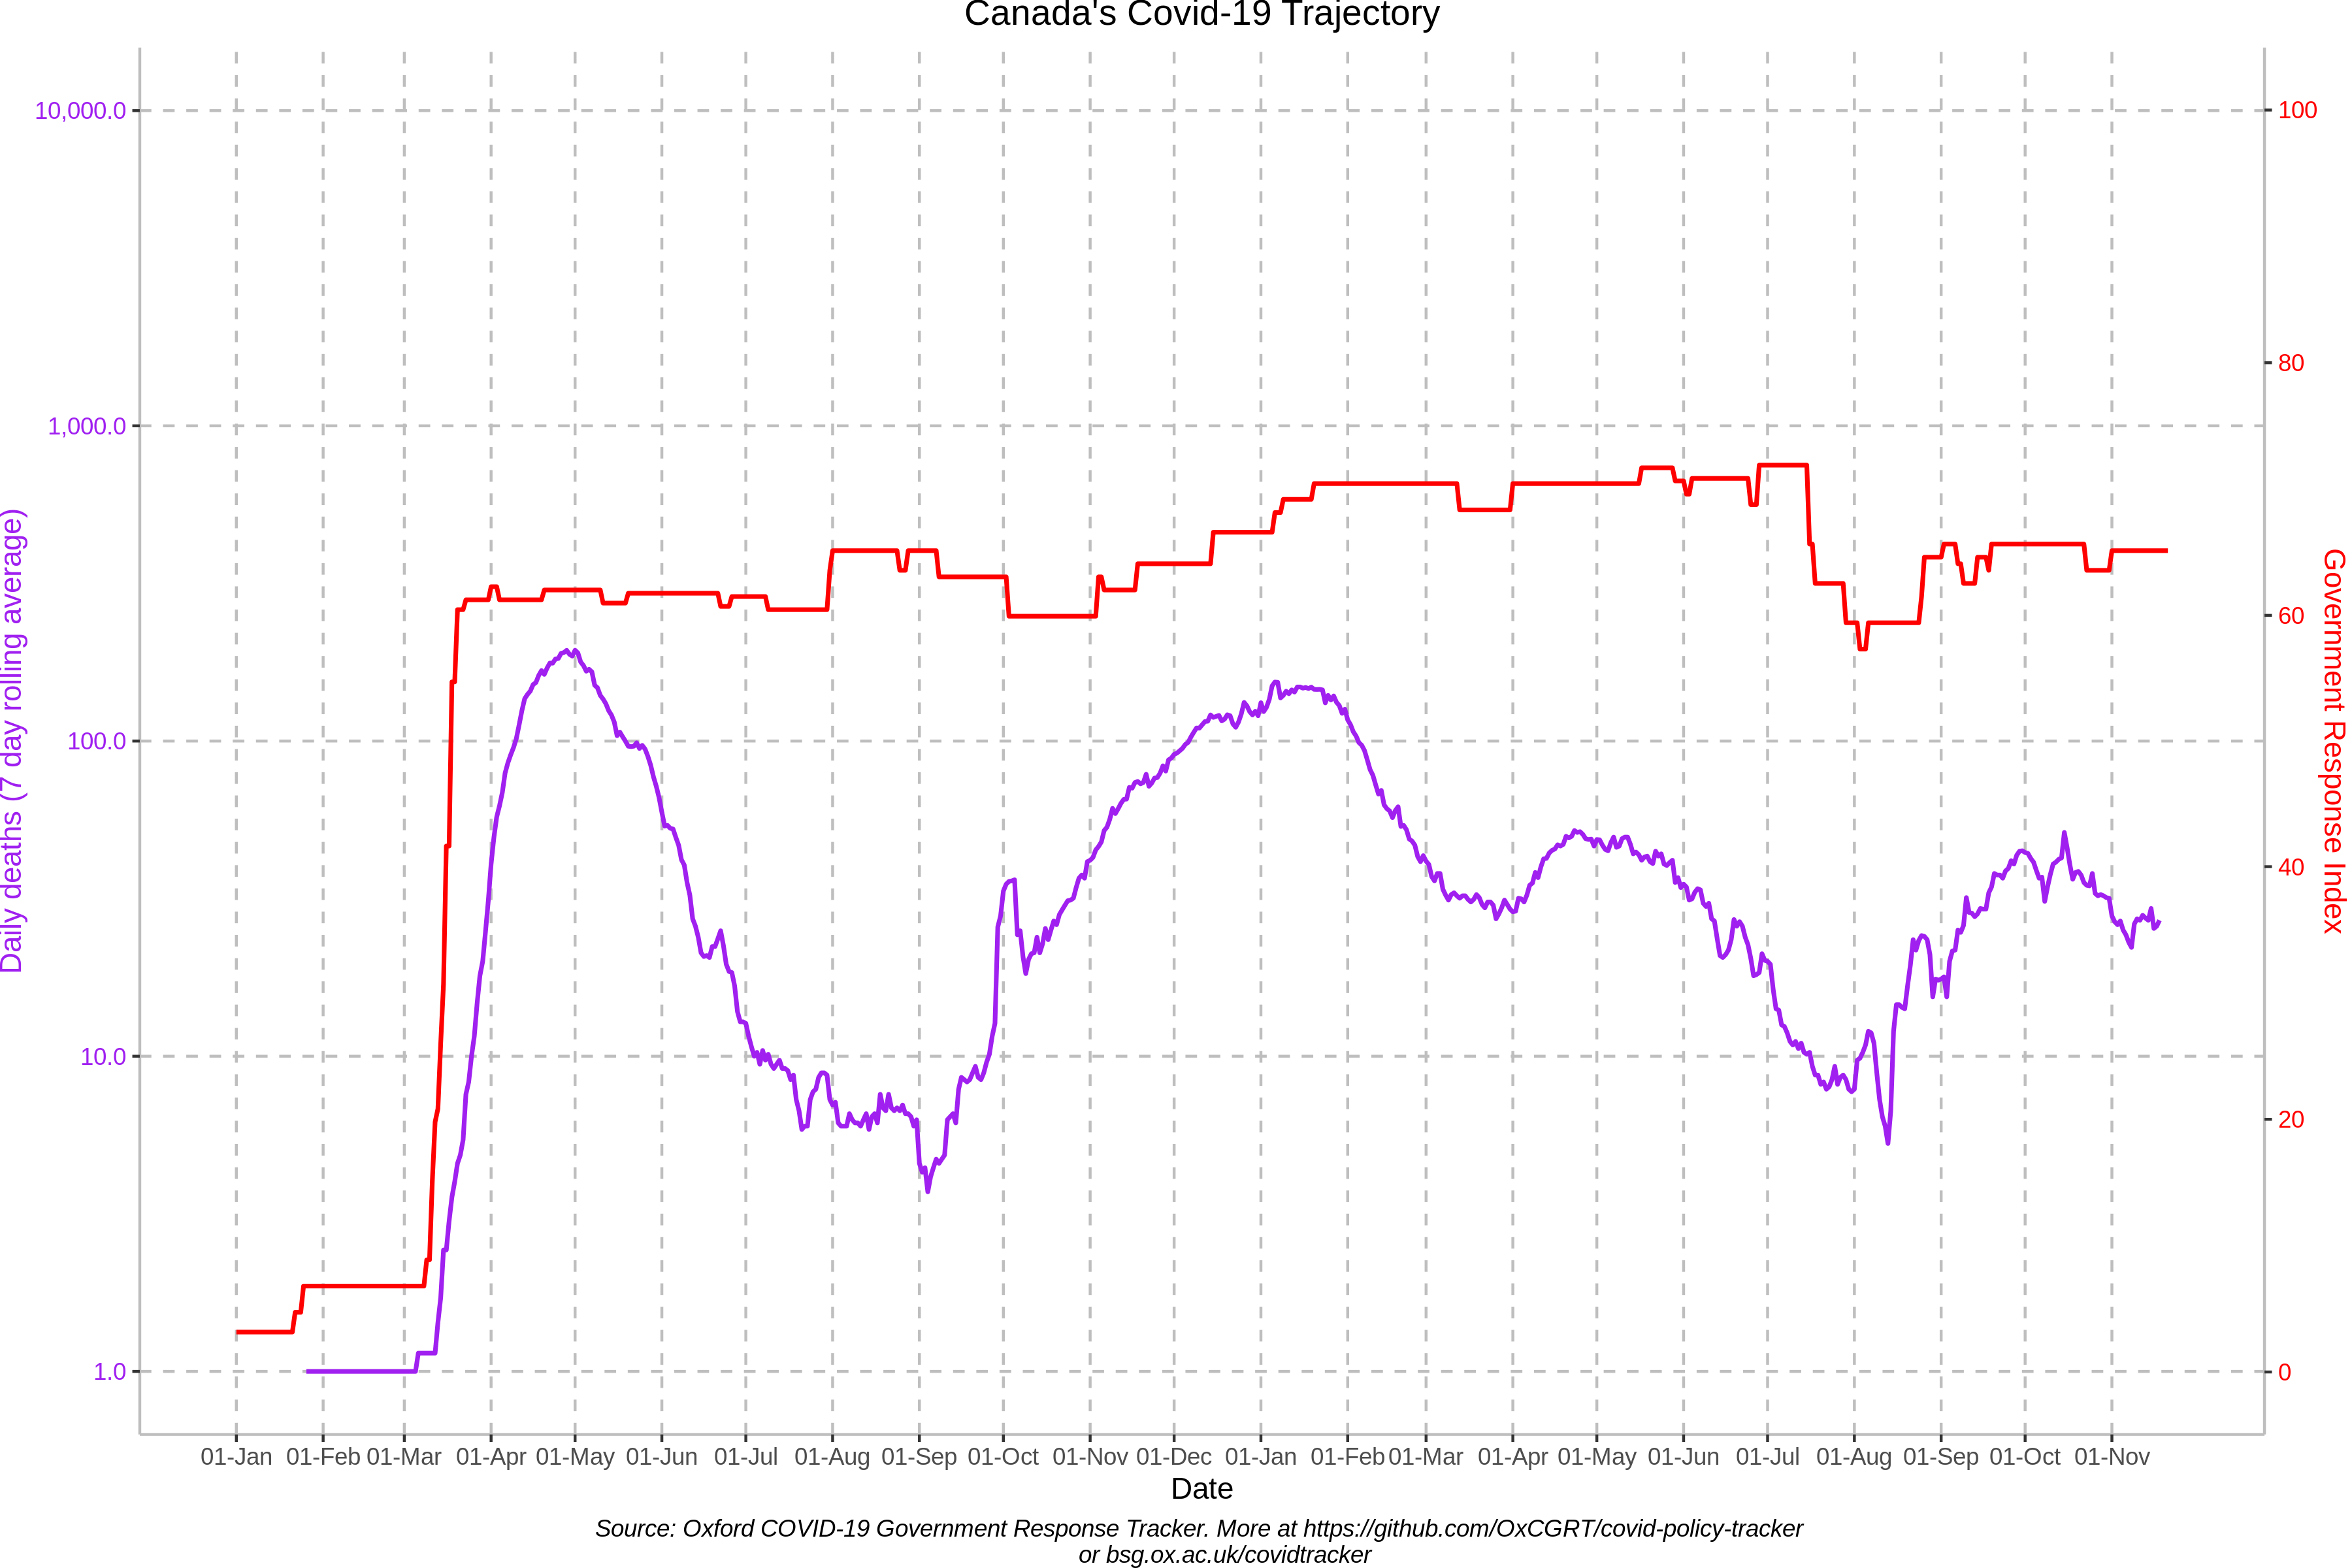 Canada's Covid-19 Trajectory
10,000.0
1,000.0
100.0
10.0
1.0
Daily deaths (7 day rolling average)
100
80
60
40
20
0
Government Response Index
01-Jan 01-Feb 01-Mar 01-Apr 01-May 01-Jun 01-Jul 01-Aug 01-Sep 01-Oct 01-Nov 01-Dec 01-Jan 01-Feb 01-Mar 01-Apr 01-May 01-Jun 01-Jul 01-Aug 01-Sep 01-Oct 01-Nov
Date
Source: Oxford COVID-19 Government Response Tracker. More at https://github.com/OxCGRT/covid-policy-tracker
or bsg.ox.ac.uk/covidtracker